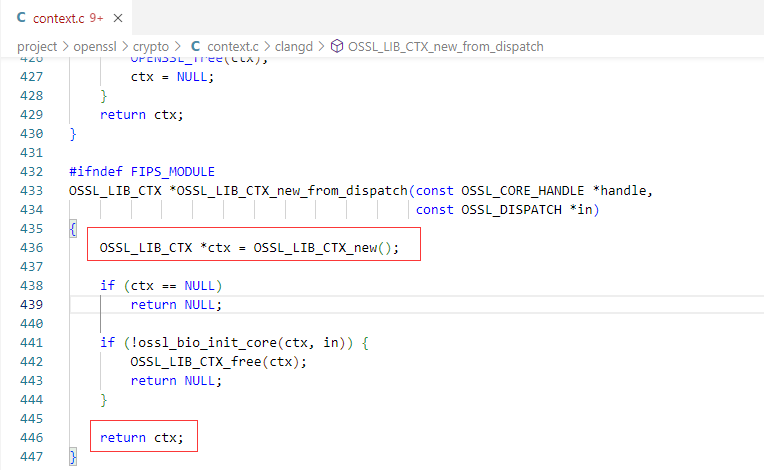 context.c 9+ ×
project > openssl > crypto > C context.c > clangd > OSSL_LIB_CTX_new_from_dispatch
426 OPENSSL_free(ctx);
427 ctx = NULL;
428 }
429 return ctx;
430 }
431
432 #ifndef FIPS_MODULE
433 OSSL_LIB_CTX *OSSL_LIB_CTX_new_from_dispatch(const OSSL_CORE_HANDLE *handle,
434 const OSSL_DISPATCH *in)
435 {
436 OSSL_LIB_CTX *ctx = OSSL_LIB_CTX_new();
437
438 if (ctx == NULL)
439 return NULL;
440
441 if (!ossl_bio_init_core(ctx, in)) {
442 OSSL_LIB_CTX_free(ctx);
443 return NULL;
444 }
445
446 return ctx;
447 }